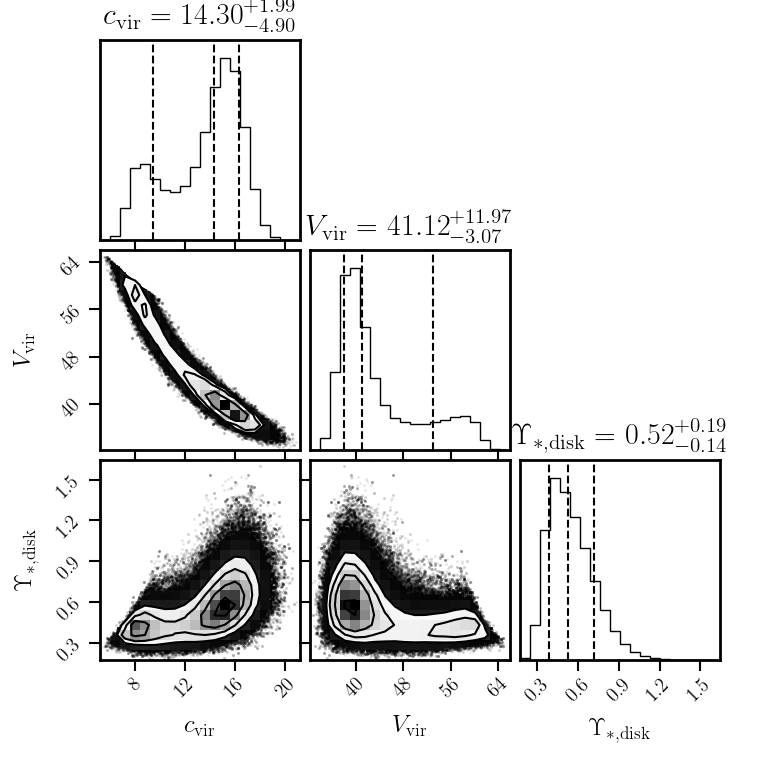 c_vir = 14.30^{+1.99}_{−4.90}
V_vir = 41.12^{+11.97}_{−3.07}
64
56
48
40
V_vir
ϒ_{*,disk} = 0.52^{+0.19}_{−0.14}
1.5
1.2
0.9
0.6
0.3
ϒ_{*,disk}
8 12 16 20
40 48 56 64
0.3 0.6 0.9 1.2 1.5
c_vir
V_vir
ϒ_{*,disk}